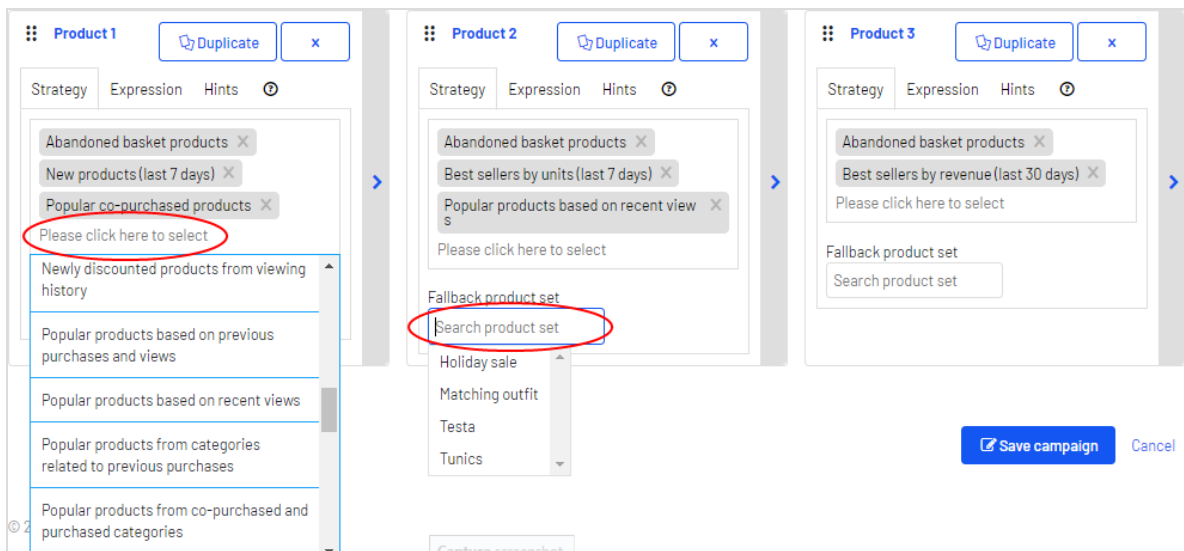 Product 1
Duplicate
x
Strategy Expression Hints
Abandoned basket products X
New products (last 7 days) X
Popular co-purchased products X
Please click here to select
Newly discounted products from viewing
history
Popular products based on previous
purchases and views
Popular products based on recent views
Popular products from categories
related to previous purchases
Popular products from co-purchased and
purchased categories
Product 2
Duplicate
x
Strategy Expression Hints
Abandoned basket products X
Best sellers by units (last 7 days) X
Popular products based on recent view X
s
Please click here to select
Fallback product set
Search product set
Holiday sale
Matching outfit
Testa
Tunics
Product 3
Duplicate
x
Strategy Expression Hints
Abandoned basket products X
Best sellers by revenue (last 30 days) X
Please click here to select
Fallback product set
Search product set
Save campaign Cancel
© 2